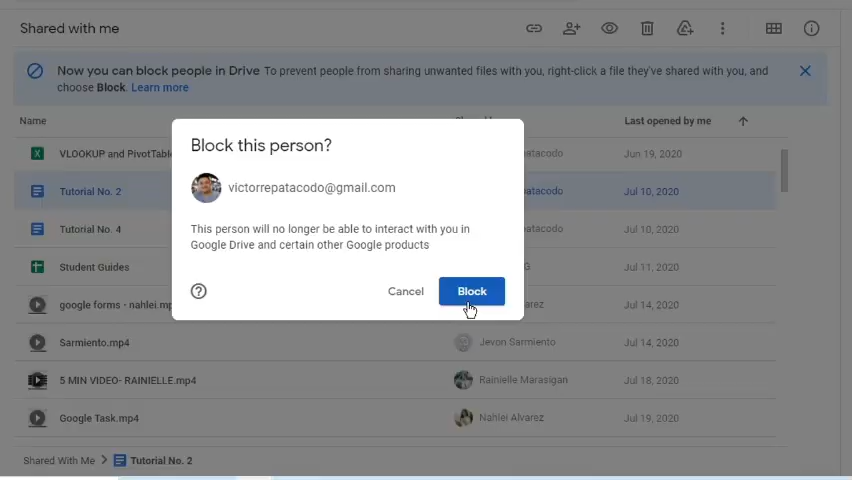 Shared with me
Now you can block people in Drive To prevent people from sharing unwanted files with you, right-click a file they've shared with you, and
choose Block. Learn more
Name
Last opened by me
VLOOKUP and PivotTable
Jun 19, 2020
Block this person?
victorrepatacodo@gmail.com
This person will no longer be able to interact with you in
Google Drive and certain other Google products
Cancel
Block
Tutorial No. 2
Jul 10, 2020
Tutorial No. 4
Jul 10, 2020
Student Guides
Jul 11, 2020
google forms - nahlei.mp
Jul 14, 2020
Sarmiento.mp4
Jevon Sarmiento
Jul 14, 2020
5 MIN VIDEO- RAINIELLE.mp4
Rainielle Marasigan
Jul 18, 2020
Google Task.mp4
Nahlei Alvarez
Jul 19, 2020
Shared With Me > Tutorial No. 2